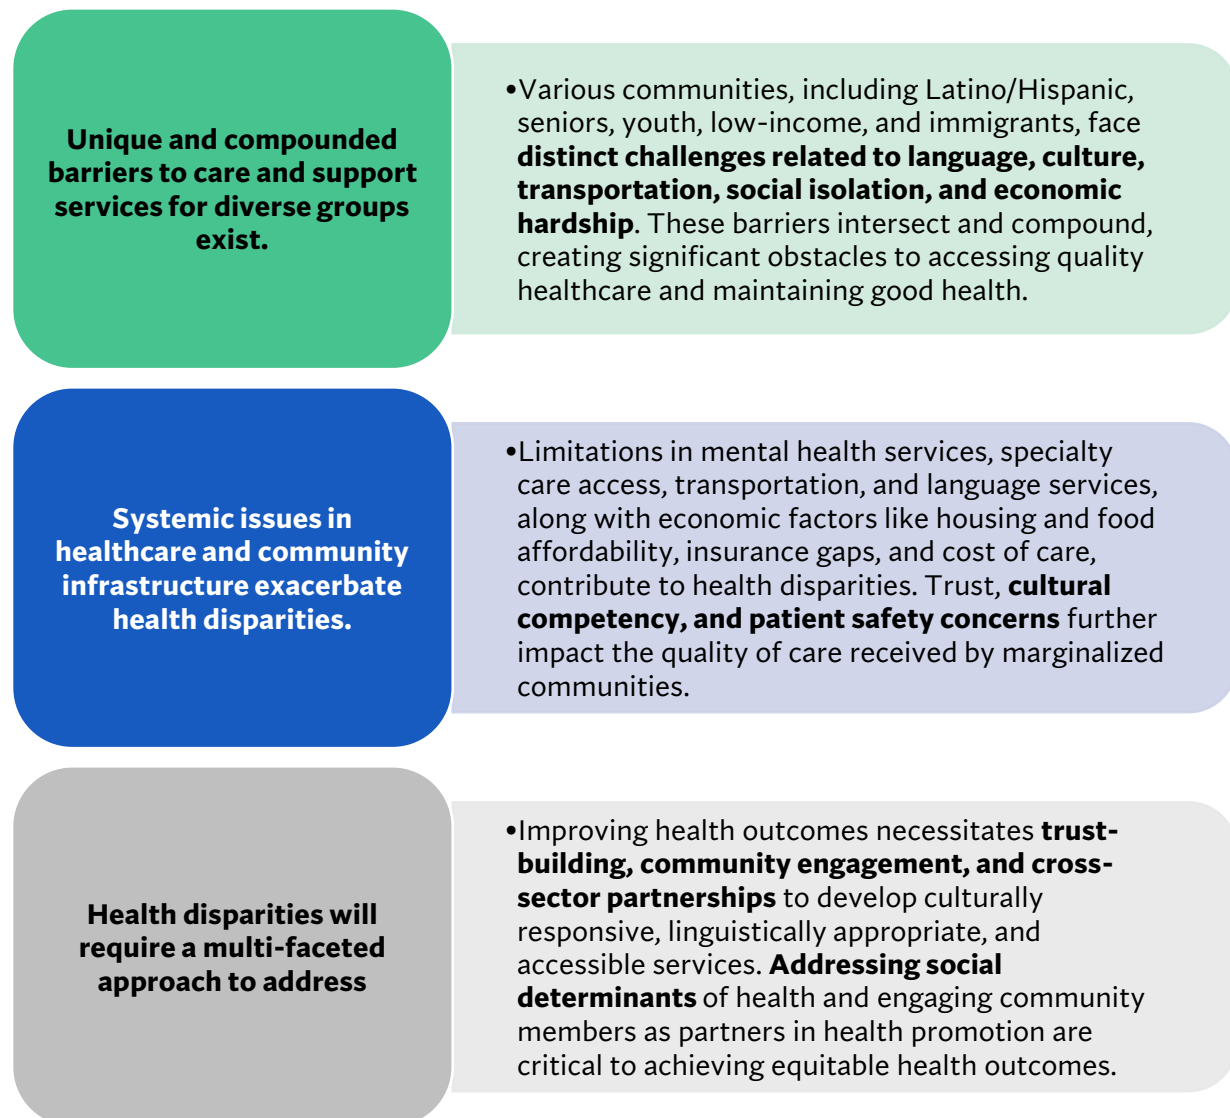 Unique and compounded
barriers to care and support
services for diverse groups
exist.
•Various communities, including Latino/Hispanic,
seniors, youth, low-income, and immigrants, face
distinct challenges related to language, culture,
transportation, social isolation, and economic
hardship. These barriers intersect and compound,
creating significant obstacles to accessing quality
healthcare and maintaining good health.
Systemic issues in
healthcare and community
infrastructure exacerbate
health disparities.
•Limitations in mental health services, specialty
care access, transportation, and language services,
along with economic factors like housing and food
affordability, insurance gaps, and cost of care,
contribute to health disparities. Trust, cultural
competency, and patient safety concerns further
impact the quality of care received by marginalized
communities.
Health disparities will
require a multi-faceted
approach to address
•Improving health outcomes necessitates trust-
building, community engagement, and cross-
sector partnerships to develop culturally
responsive, linguistically appropriate, and
accessible services. Addressing social
determinants of health and engaging community
members as partners in health promotion are
critical to achieving equitable health outcomes.